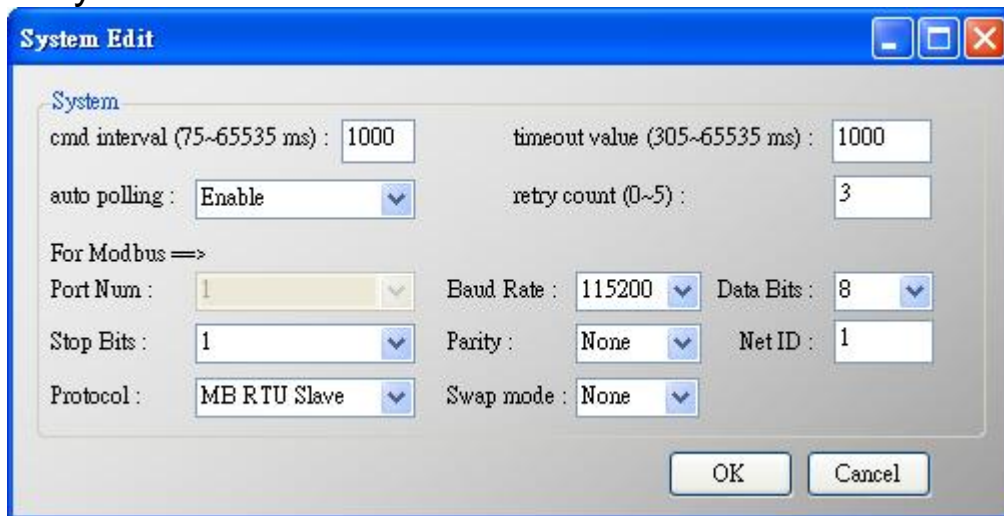 System Edit
System
cmd interval (75~65535 ms) : 1000 timeout value (305~65535 ms) : 1000
auto polling : Enable retry count (0~5) : 3
For Modbus ==>
Port Num : 1 Baud Rate : 115200 Data Bits : 8
Stop Bits : 1 Parity : None Net ID : 1
Protocol : MB RTU Slave Swap mode : None
OK Cancel